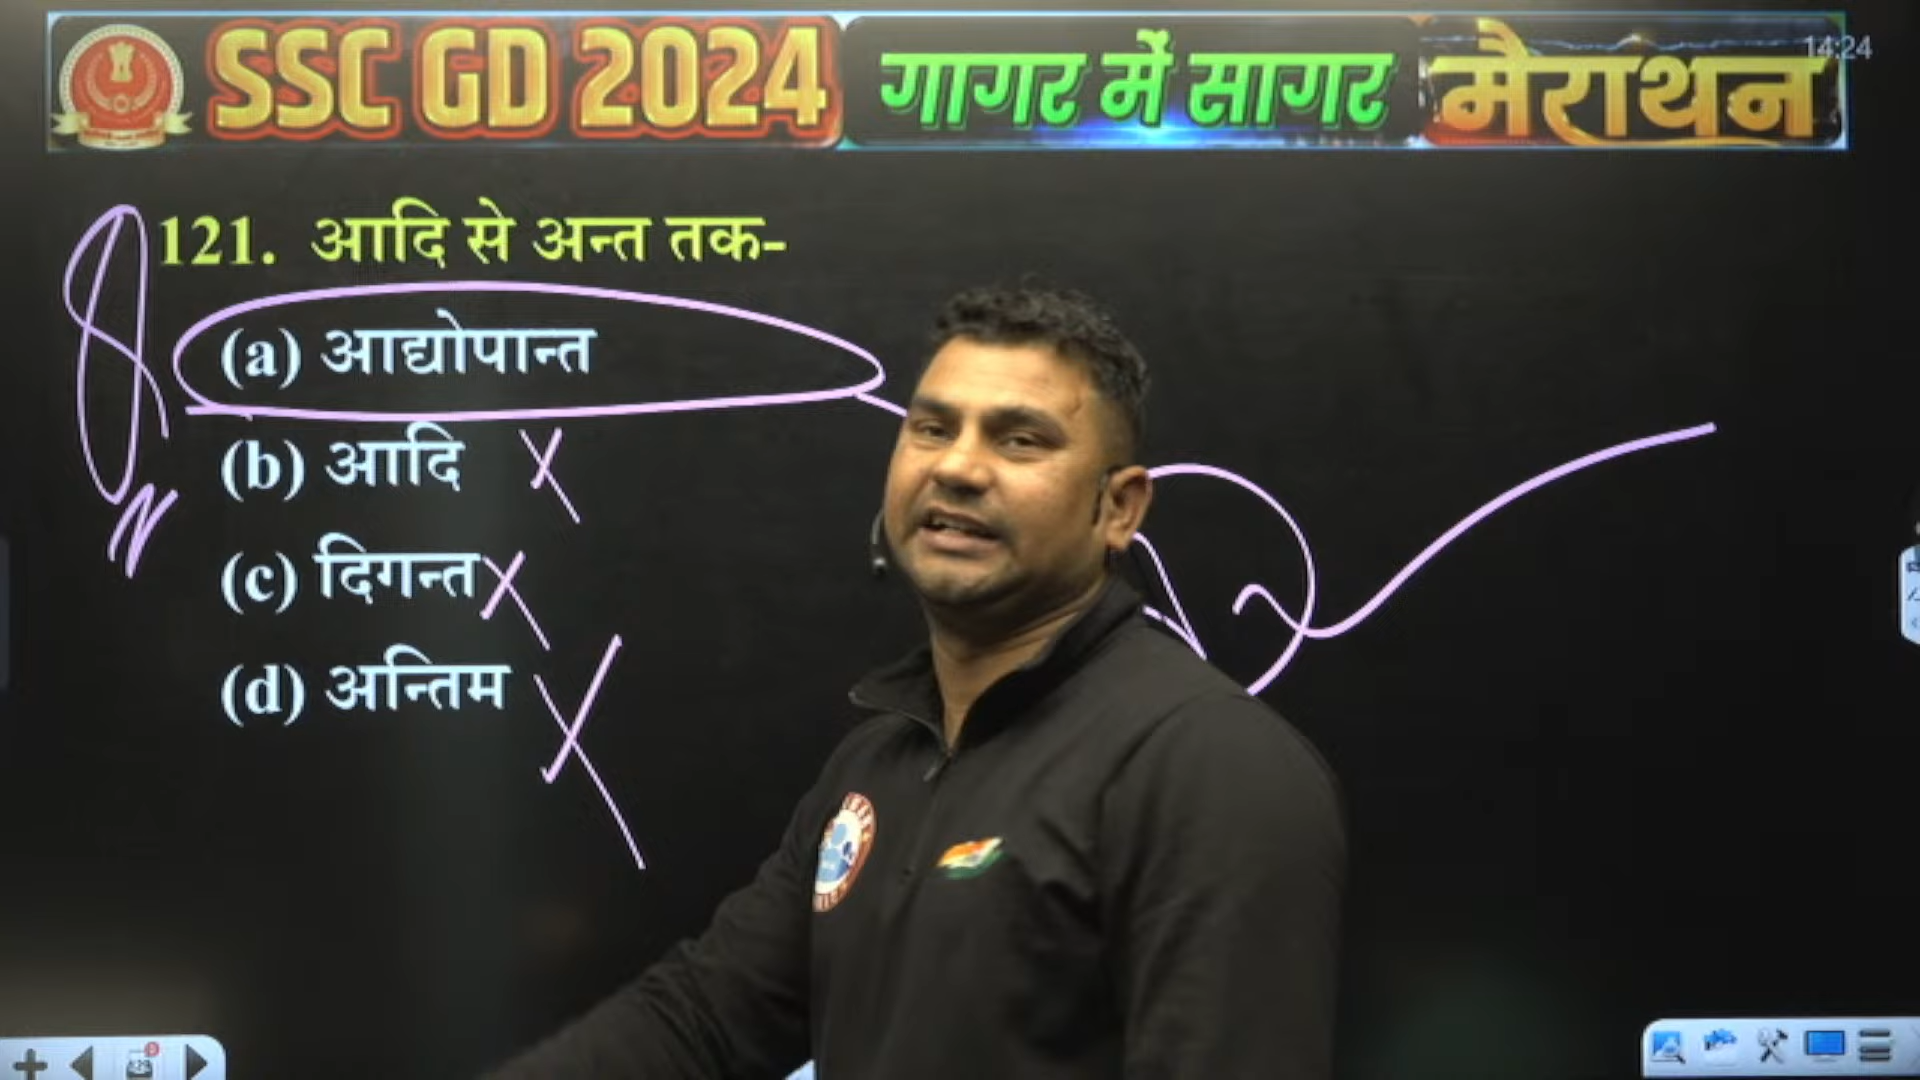 SSC GD 2024 गागर में सागर मैराथन
14:24
121. आदि से अन्त तक-
(a) आद्योपान्त
(b) आदि
(c) दिगन्त
(d) अन्तिम